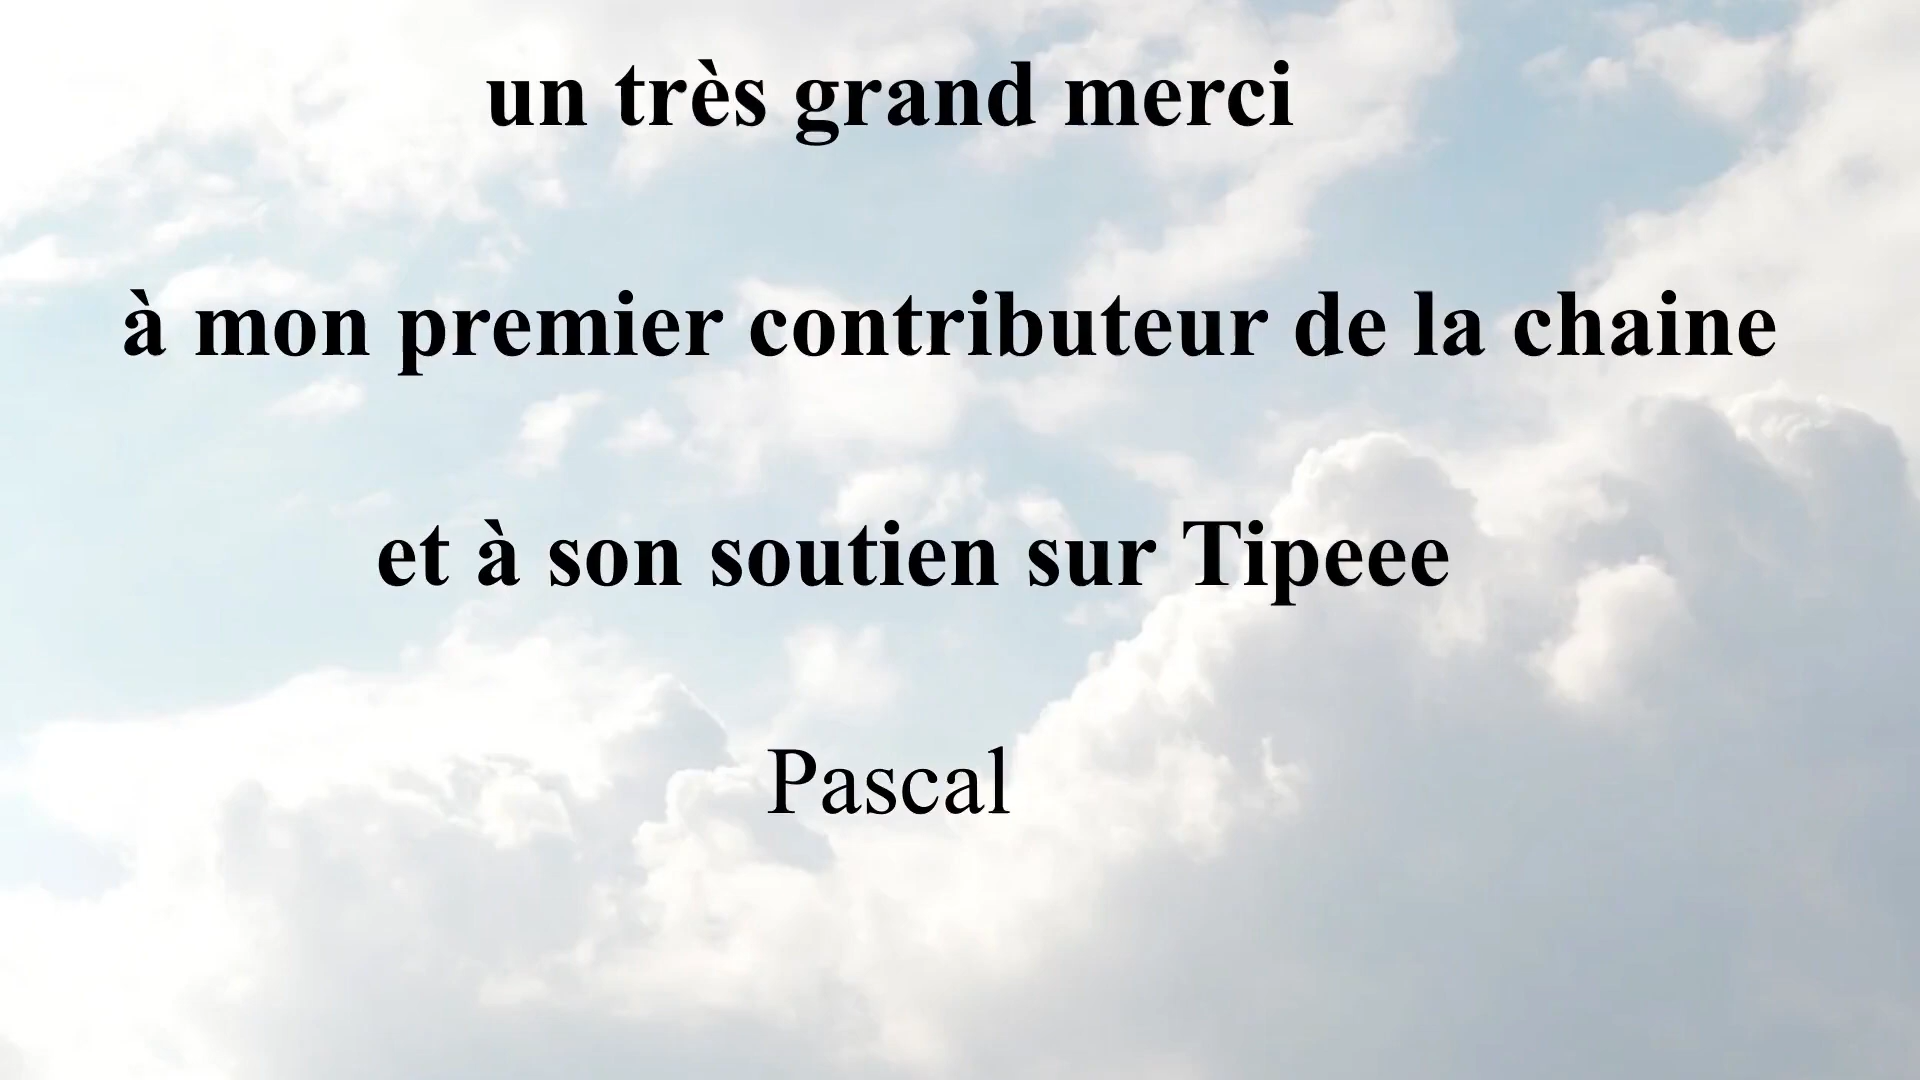 un très grand merci
à mon premier contributeur de la chaine
et à son soutien sur Tipeee
Pascal